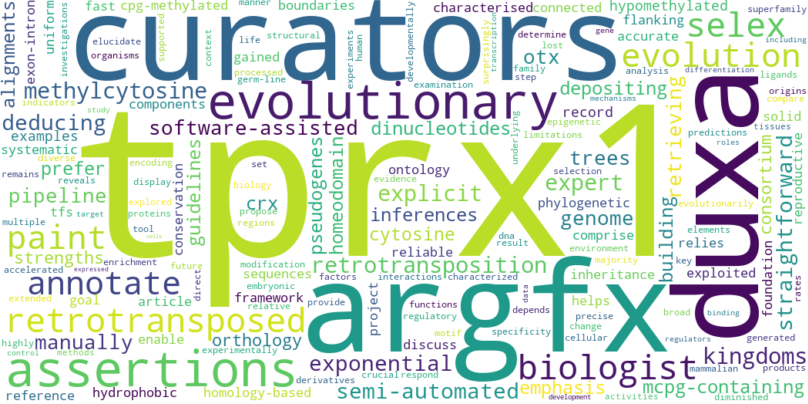 fast cpg-methylated manner boundaries characterised connected hypomethylated superfamily
alignments exon-intron uniform investigations elucidate organisms supported context life gained structural processed germ-line experiments human developmentally curators surprisingly determine lost family step transcription gene otx flanking accurate selex including
methylcytosine indicators components examination analysis differentiation compare ligands origins evolution
deducing evolutionary depositing record mechanisms tissues
examples study software-assisted dinucleotides underlying epigenetic limitations retrieving predictions roles solid
systematic diverse set ontology evidence trees selection consortium reproductive
prefer remains encoding explored biology display reveals tprx1 explicit expert phylogenetic evolutionarily duxa
pipeline proteins conservation guidelines crx pseudogenes homeodomain inferences genome environment majority broad key elements relies straightforward
tfs target multiple tool propose regions cytosine dna result comprise building exploited
paint cells reliable
strengths accelerated enrichment modification sequences retrotransposition inheritance foundation
annotate expressed direct embryonic relative factors interactions characterized helps change binding rates
future extended goal article framework project provide functions data precise cellular regulators generated
retrotransposed regulatory depends specificity mammalian products
manually enable orthology argfx discuss motif
highly control methods experimentally exponential biologist kingdoms
assertions derivatives crucial respond semi-automated emphasis mcpg-containing
reference hydrophobic homology-based development activities diminished